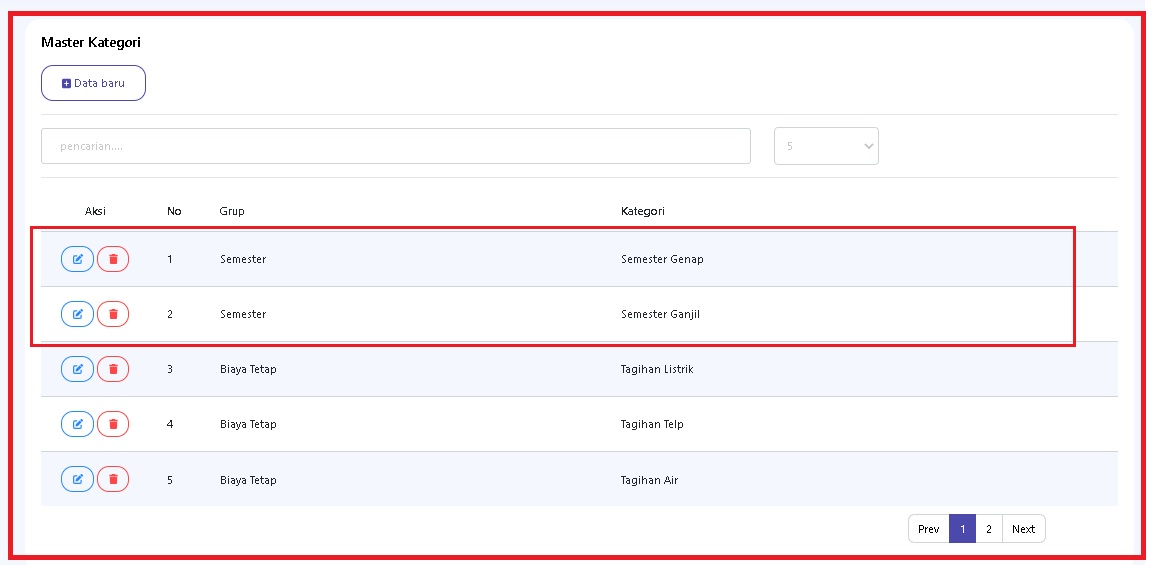 Master Kategori
Data baru
pencarian.... 5
Aksi No Grup Kategori
1 Semester Semester Genap
2 Semester Semester Ganjil
3 Biaya Tetap Tagihan Listrik
4 Biaya Tetap Tagihan Telp
5 Biaya Tetap Tagihan Air
Prev 1 2 Next